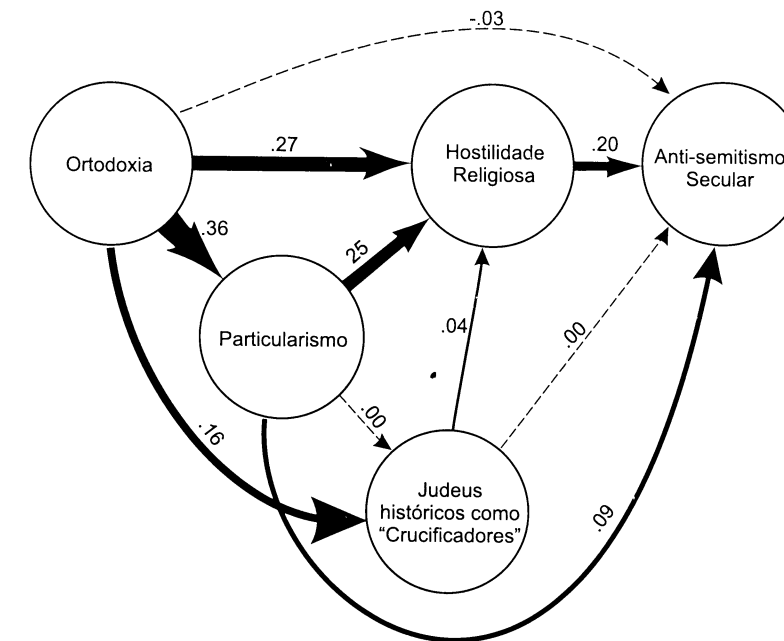 -.03
Ortodoxia
.27
Hostilidade
Religiosa
.20
Anti-semitismo
Secular
.36
25
Particularismo
.04
.00
.00
.16
Judeus
históricos como
“Crucificadores”
.09